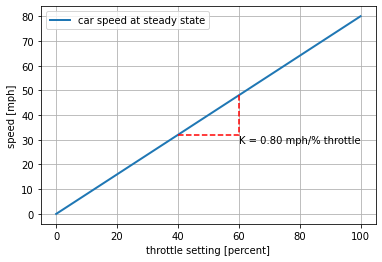 car speed at steady state
80
70
60
50
40
30
20
10
0
speed [mph]
K = 0.80 mph/% throttle
0 20 40 60 80 100
throttle setting [percent]